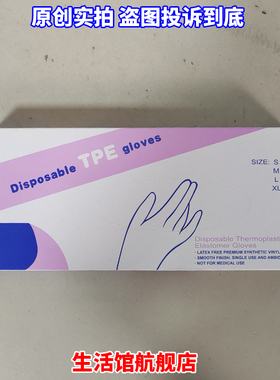 原创实拍 盗图投诉到底
Disposable TPE gloves
SIZE: S
M
L
XL
Disposable Thermoplast
Elastomer Gloves
· LATEX FREE PREMIUM SYNTHETIC VINYL
· SMOOTH FINISH, SINGLE USE AND AMBID
· NOT FOR MEDICAL USE
生活馆旗舰店